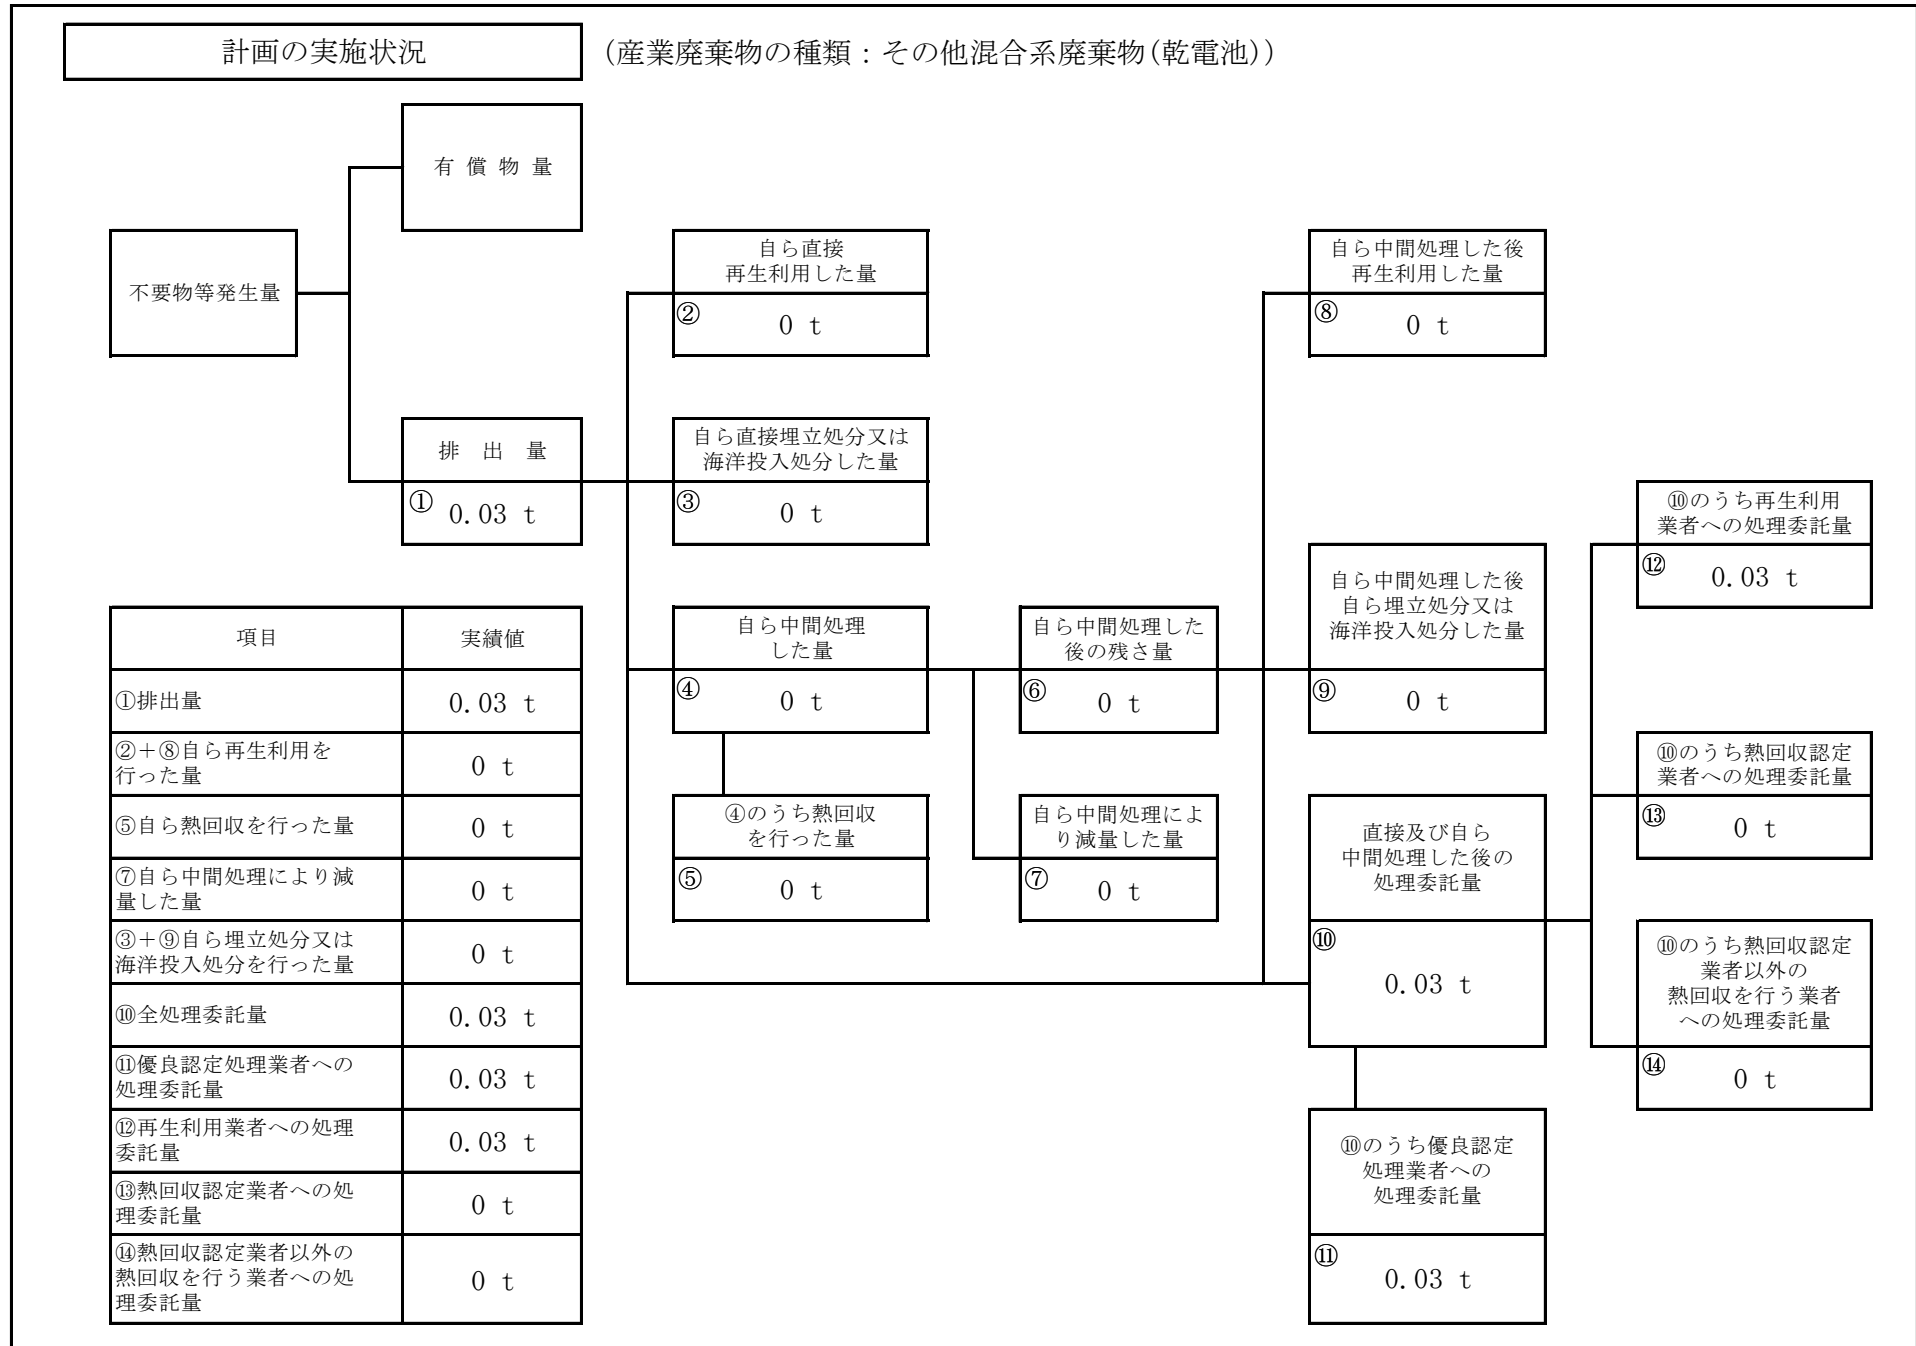 計画の実施状況
(産業廃棄物の種類：その他混合系廃棄物(乾電池))
有償物量
不要物等発生量
排出量
① 0.03 t
自ら直接
再生利用した量
② 0 t
自ら直接埋立処分又は
海洋投入処分した量
③ 0 t
自ら中間処理
した量
④ 0 t
④のうち熱回収
を行った量
⑤ 0 t
自ら中間処理した
後の残さ量
⑥ 0 t
自ら中間処理によ
り減量した量
⑦ 0 t
自ら中間処理した後
再生利用した量
⑧ 0 t
自ら中間処理した後
自ら埋立処分又は
海洋投入処分した量
⑨ 0 t
直接及び自ら
中間処理した後の
処理委託量
⑩
0.03 t
⑩のうち優良認定
処理業者への
処理委託量
⑪
0.03 t
⑩のうち再生利用
業者への処理委託量
⑫ 0.03 t
⑩のうち熱回収認定
業者への処理委託量
⑬ 0 t
⑩のうち熱回収認定
業者以外の
熱回収を行う業者
への処理委託量
⑭ 0 t
項目 実績値
①排出量 0.03 t
②＋⑧自ら再生利用を
行った量 0 t
⑤自ら熱回収を行った量 0 t
⑦自ら中間処理により減
量した量 0 t
③＋⑨自ら埋立処分又は
海洋投入処分を行った量 0 t
⑩全処理委託量 0.03 t
⑪優良認定処理業者への
処理委託量 0.03 t
⑫再生利用業者への処理
委託量 0.03 t
⑬熱回収認定業者への処
理委託量 0 t
⑭熱回収認定業者以外の
熱回収を行う業者への処
理委託量 0 t